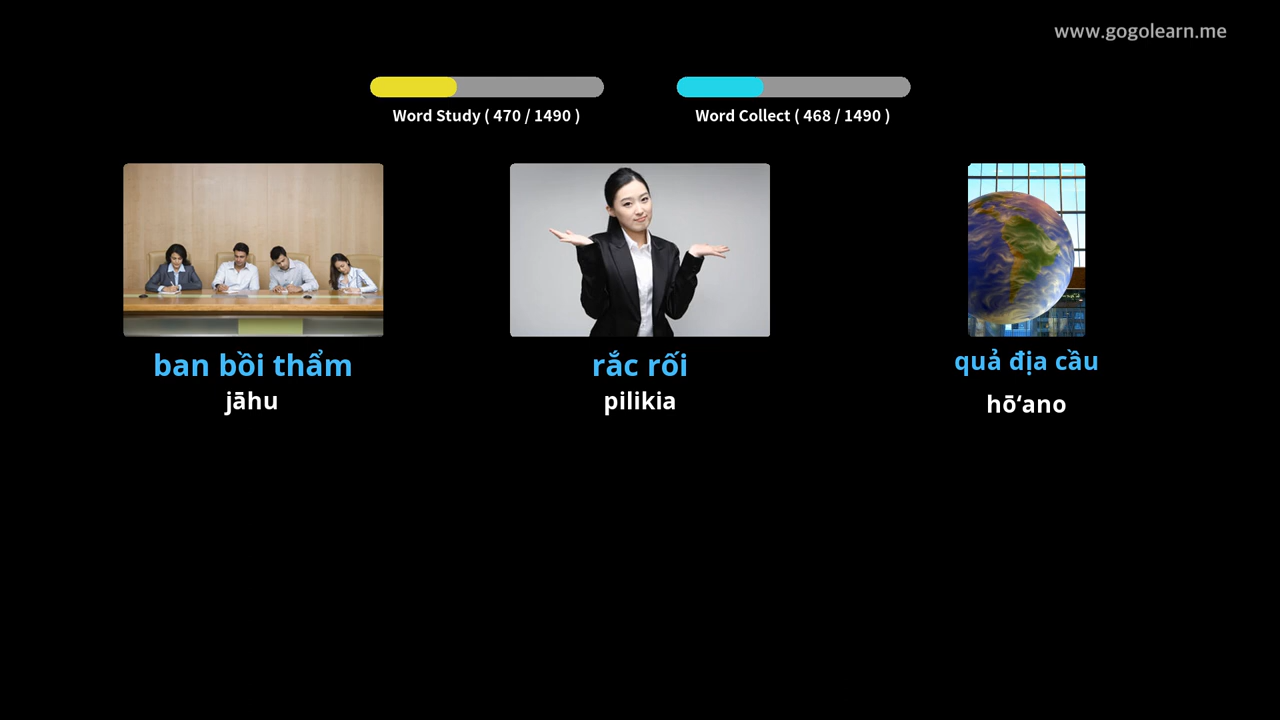 www.gogolearn.me
Word Study ( 470 / 1490 )
Word Collect ( 468 / 1490 )
ban bồi thẩm
jāhu
rắc rối
pilikia
quả địa cầu
hōʻano